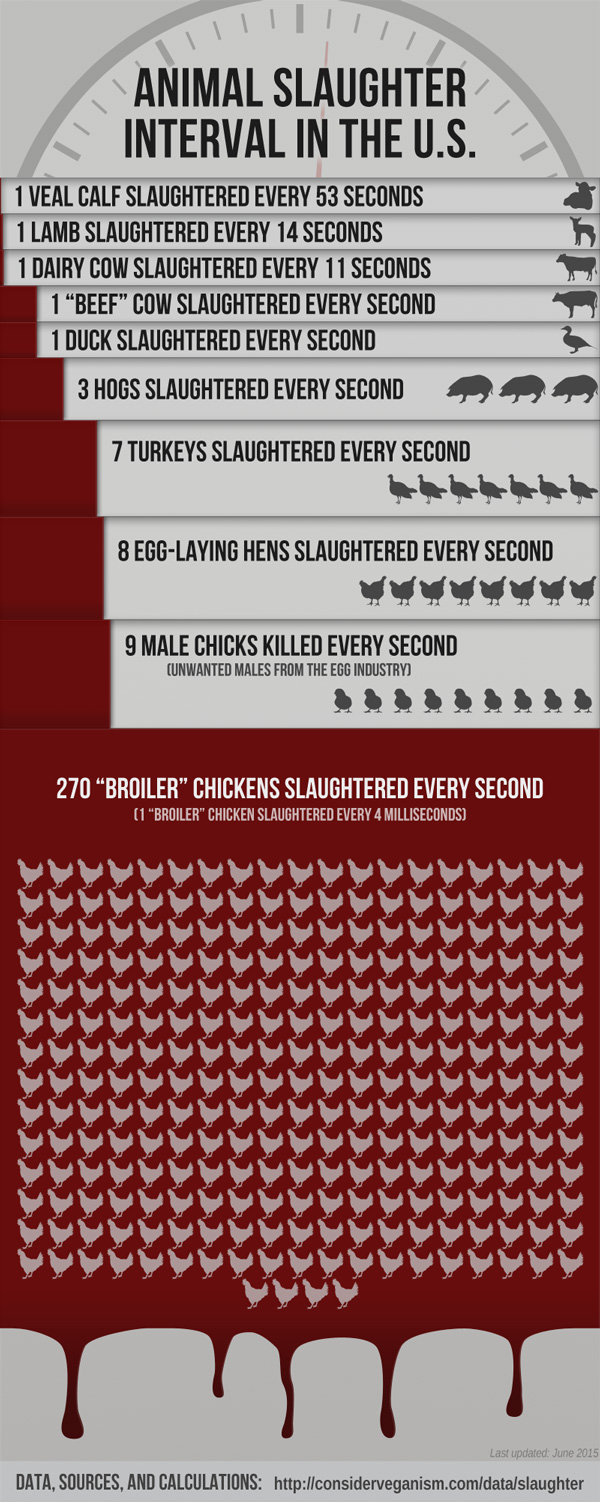 ANIMAL SLAUGHTER
INTERVAL IN THE U.S.
1 VEAL CALF SLAUGHTERED EVERY 53 SECONDS
1 LAMB SLAUGHTERED EVERY 14 SECONDS
1 DAIRY COW SLAUGHTERED EVERY 11 SECONDS
1 “BEEF” COW SLAUGHTERED EVERY SECOND
1 DUCK SLAUGHTERED EVERY SECOND
3 HOGS SLAUGHTERED EVERY SECOND
7 TURKEYS SLAUGHTERED EVERY SECOND
8 EGG-LAYING HENS SLAUGHTERED EVERY SECOND
9 MALE CHICKS KILLED EVERY SECOND
(UNWANTED MALES FROM THE EGG INDUSTRY)
270 “BROILER” CHICKENS SLAUGHTERED EVERY SECOND
(1 “BROILER” CHICKEN SLAUGHTERED EVERY 4 MILLISECONDS)
Last updated: June 2015
DATA, SOURCES, AND CALCULATIONS: http://considerveganism.com/data/slaughter